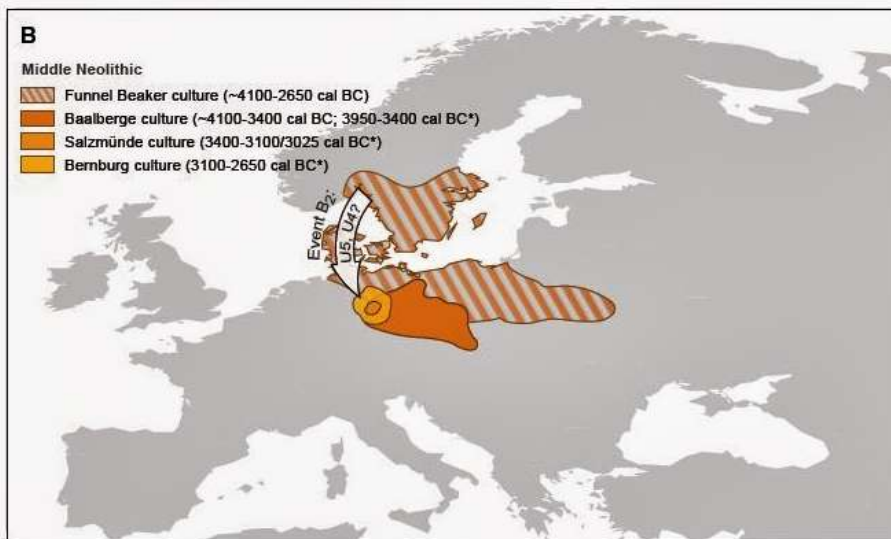 B
Middle Neolithic
Funnel Beaker culture (~4100-2650 cal BC)
Baalberge culture (~4100-3400 cal BC; 3950-3400 cal BC*)
Salzmünde culture (3400-3100/3025 cal BC*)
Bernburg culture (3100-2650 cal BC*)
Event B₂:
U5, U4?